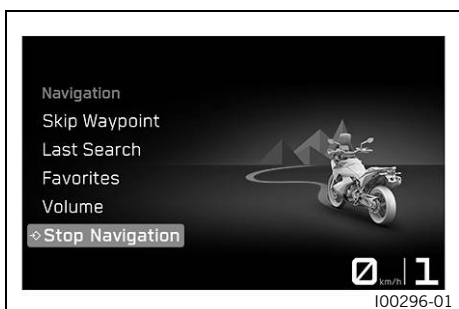 Navigation
Skip Waypoint
Last Search
Favorites
Volume
Stop Navigation
0 km/h 1
I00296-01